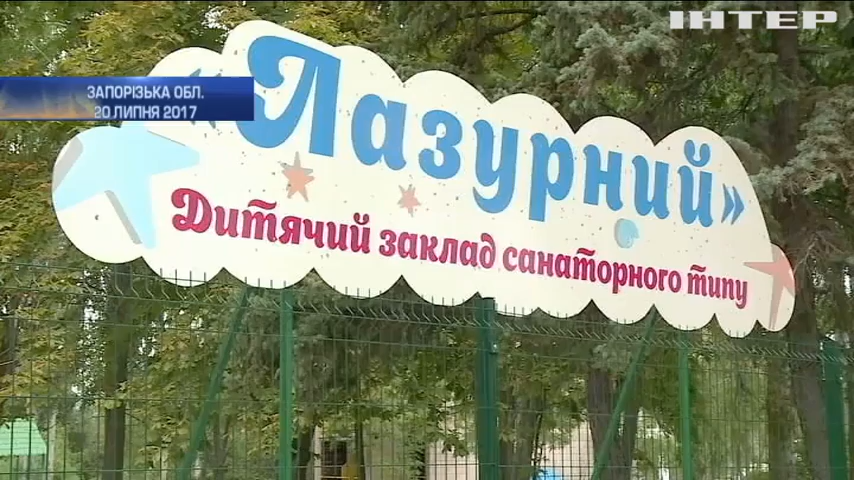 ІНТЕР
ЗАПОРІЗЬКА ОБЛ.
20 ЛИПНЯ 2017
«Лазурний»
Дитячий заклад санаторного типу